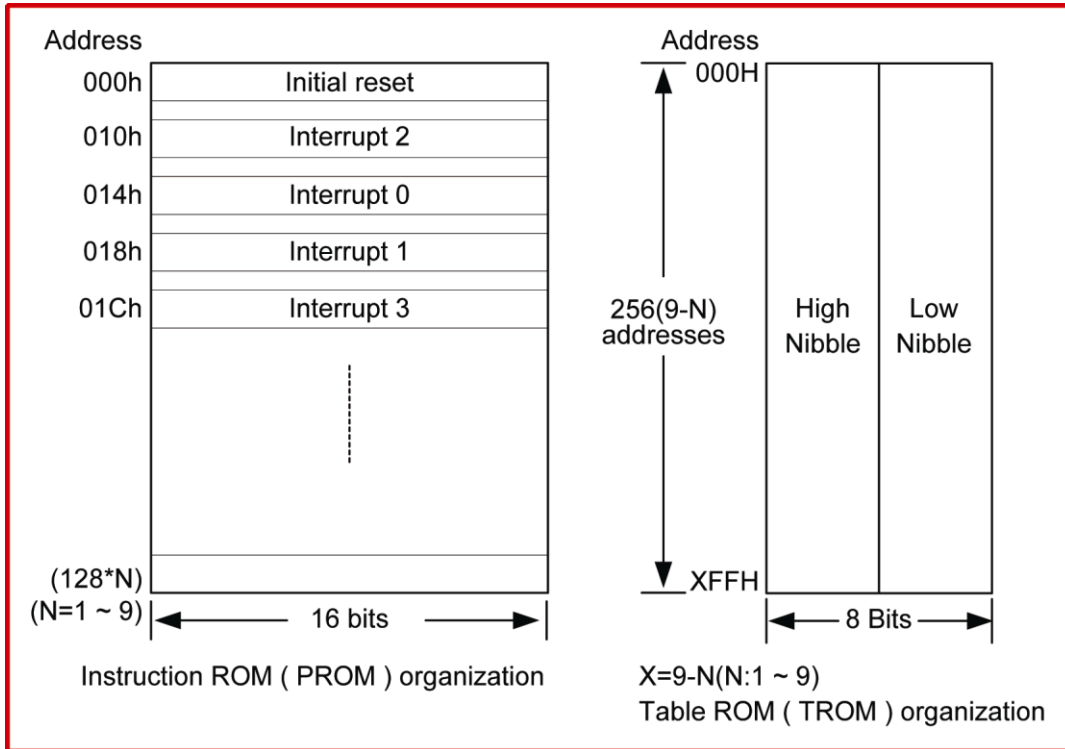 Address
000h
Initial reset
010h
Interrupt 2
014h
Interrupt 0
018h
Interrupt 1
01Ch
Interrupt 3
(128*N)
(N=1 ~ 9)
16 bits
Instruction ROM ( PROM ) organization
Address
000H
256(9-N)
addresses
High
Nibble
Low
Nibble
XFFH
8 Bits
X=9-N(N:1 ~ 9)
Table ROM ( TROM ) organization